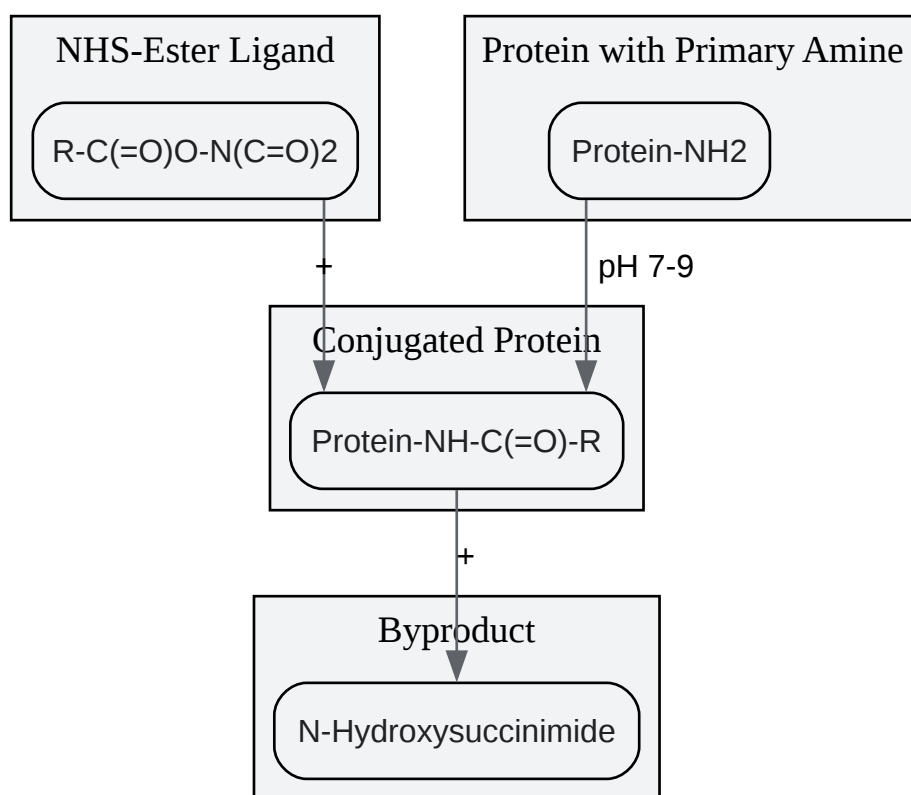 NHS-Ester Ligand
Protein with Primary Amine
R-C(=O)O-N(C=O)2
Protein-NH2
+
pH 7-9
Conjugated Protein
Protein-NH-C(=O)-R
+
Byproduct
N-Hydroxysuccinimide